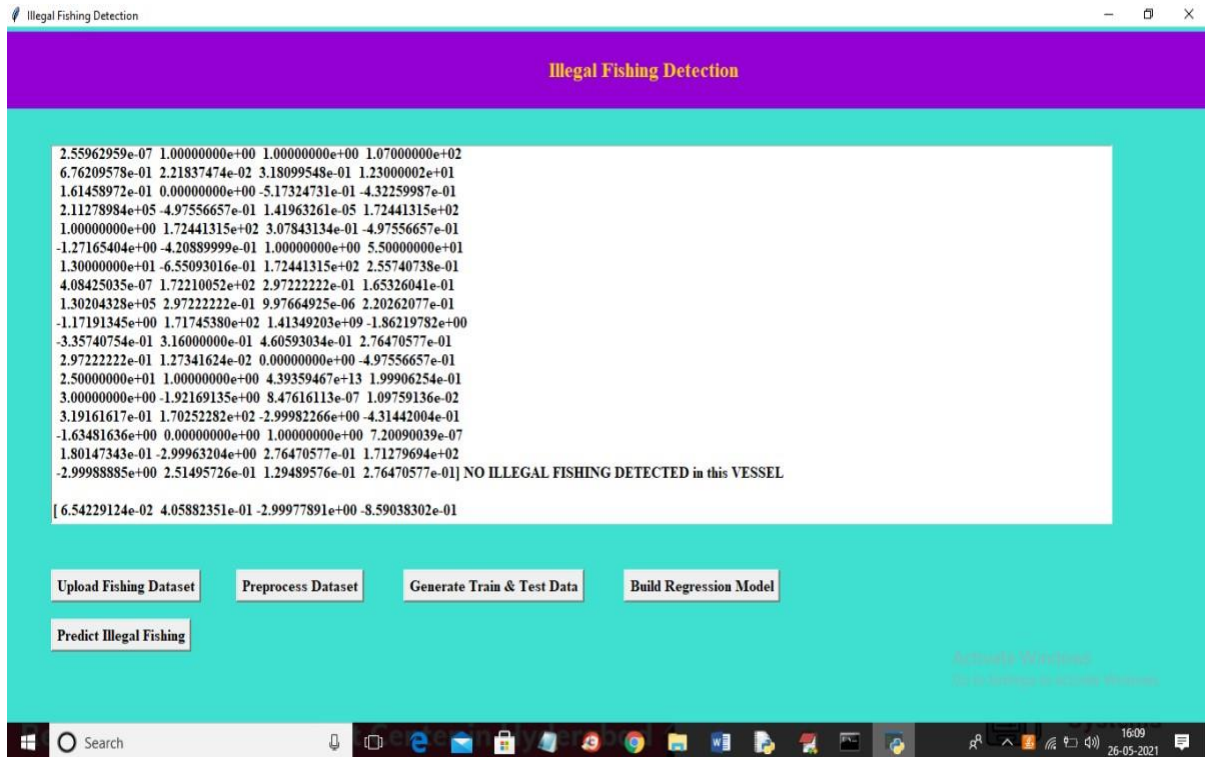 Illegal Fishing Detection
Illegal Fishing Detection
2.55962959e-07 1.00000000e+00 1.00000000e+00 1.07000000e+02
6.76209578e-01 2.21837474e-02 3.18099548e-01 1.23000002e+01
1.61458972e-01 0.00000000e+00 -5.17324731e-01 -4.32259987e-01
2.11278984e+05 -4.97556657e-01 1.41963261e-05 1.72441315e+02
1.00000000e+00 1.72441315e+02 3.07843134e-01 -4.97556657e-01
-1.27165404e+00 -4.20889999e-01 1.00000000e+00 5.50000000e+01
1.30000000e+01 -6.55093016e-01 1.72441315e+02 2.55740738e-01
4.08425035e-07 1.72210052e+02 2.97222222e-01 1.65326041e-01
1.30204328e+05 2.97222222e-01 9.97664925e-06 2.20262077e-01
-1.17191345e+00 1.71745380e+02 1.41349203e+09 -1.86219782e+00
-3.35740754e-01 3.16000000e-01 4.60593034e-01 2.76470577e-01
2.97222222e-01 1.27341624e-02 0.00000000e+00 -4.97556657e-01
2.50000000e+01 1.00000000e+00 4.39359467e+13 1.99906254e-01
3.00000000e+00 -1.92169135e+00 8.47616113e-07 1.09759136e-02
3.19161617e-01 1.70252282e+02 -2.99982266e+00 -4.31442004e-01
-1.63481636e+00 0.00000000e+00 1.00000000e+00 7.20090039e-07
1.80147343e-01 -2.99963204e+00 2.76470577e-01 1.71279694e+02
-2.99988885e+00 2.51495726e-01 1.29489576e-01 2.76470577e-01] NO ILLEGAL FISHING DETECTED in this VESSEL
[ 6.54229124e-02 4.05882351e-01 -2.99977891e+00 -8.59038302e-01
Upload Fishing Dataset Preprocess Dataset Generate Train & Test Data Build Regression Model
Predict Illegal Fishing
Activate Windows
Search
16:09
26-05-2021